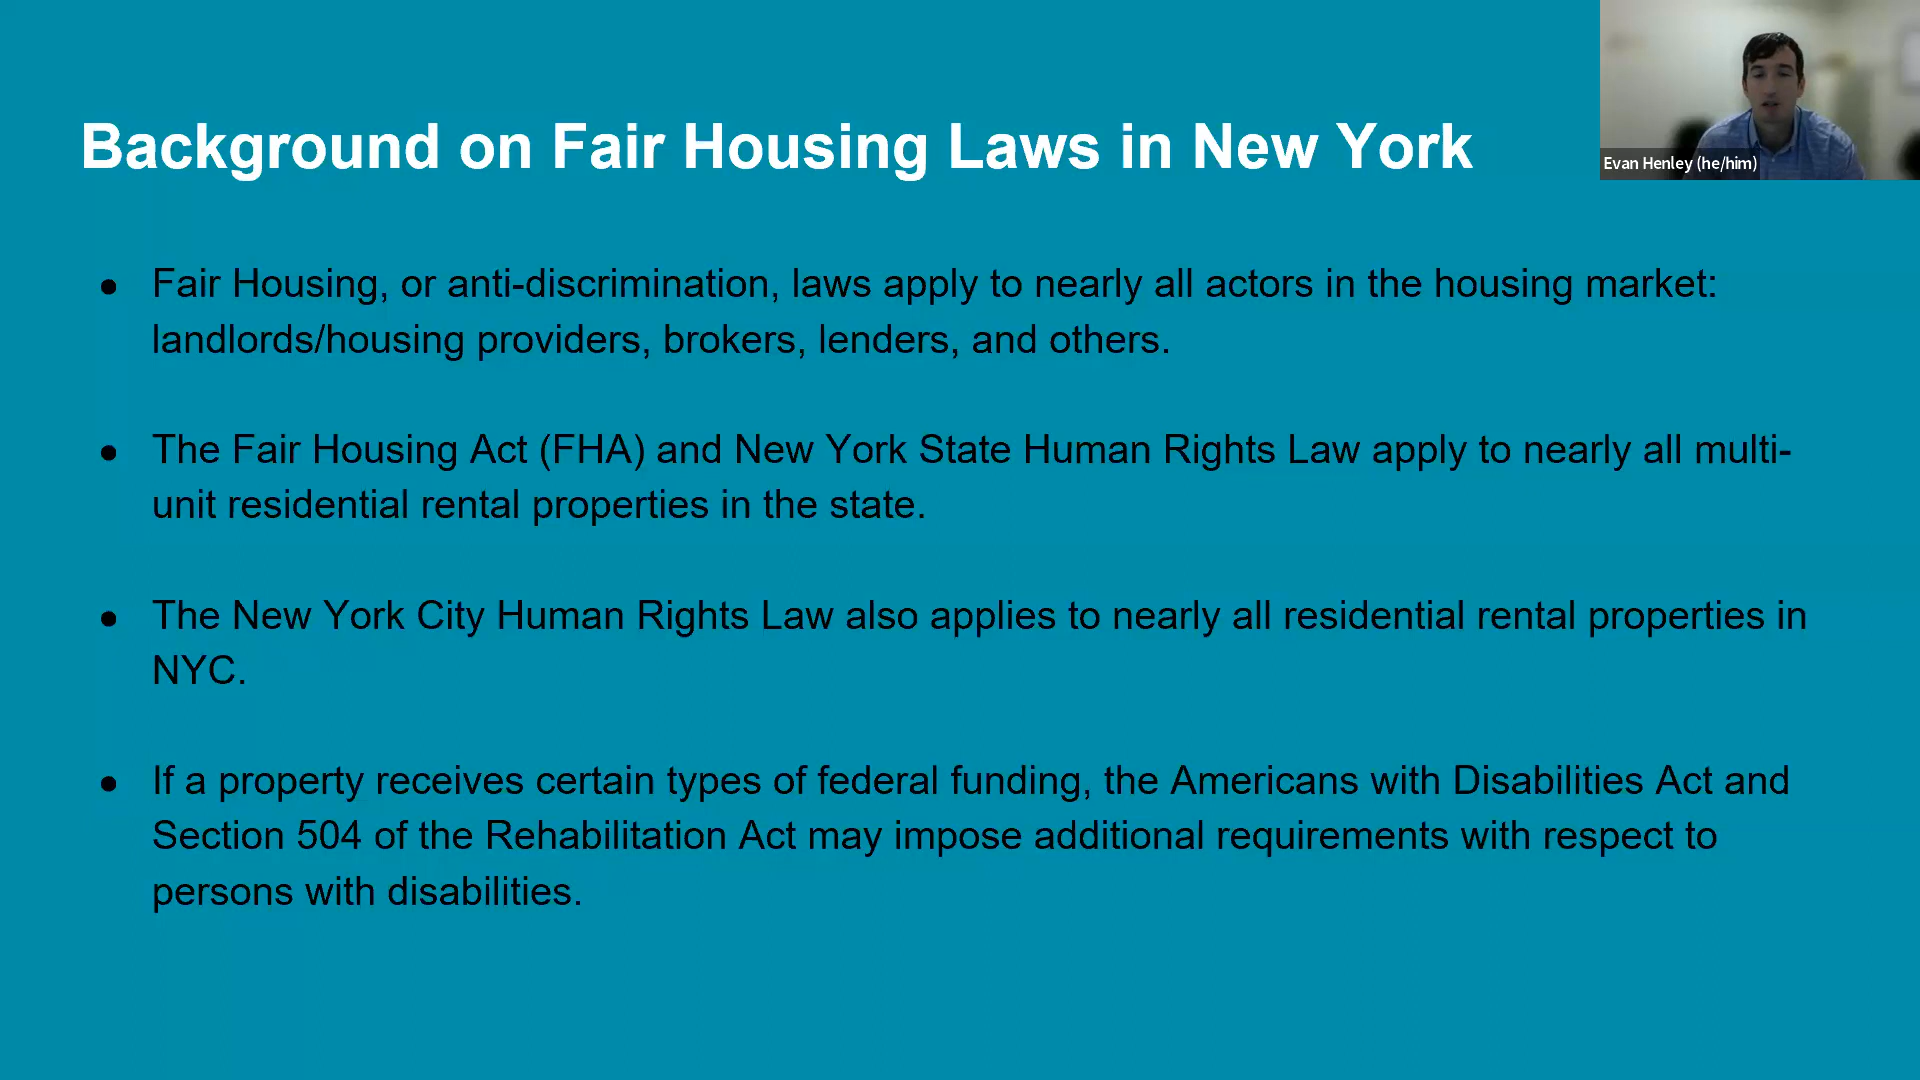 Background on Fair Housing Laws in New York
Evan Henley (he/him)
● Fair Housing, or anti-discrimination, laws apply to nearly all actors in the housing market:
landlords/housing providers, brokers, lenders, and others.
● The Fair Housing Act (FHA) and New York State Human Rights Law apply to nearly all multi-
unit residential rental properties in the state.
● The New York City Human Rights Law also applies to nearly all residential rental properties in
NYC.
● If a property receives certain types of federal funding, the Americans with Disabilities Act and
Section 504 of the Rehabilitation Act may impose additional requirements with respect to
persons with disabilities.